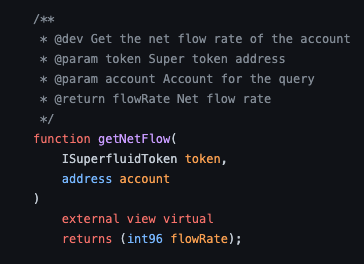 /**
 * @dev Get the net flow rate of the account
 * @param token Super token address
 * @param account Account for the query
 * @return flowRate Net flow rate
 */
function getNetFlow(
    ISuperfluidToken token,
    address account
)
    external view virtual
    returns (int96 flowRate);